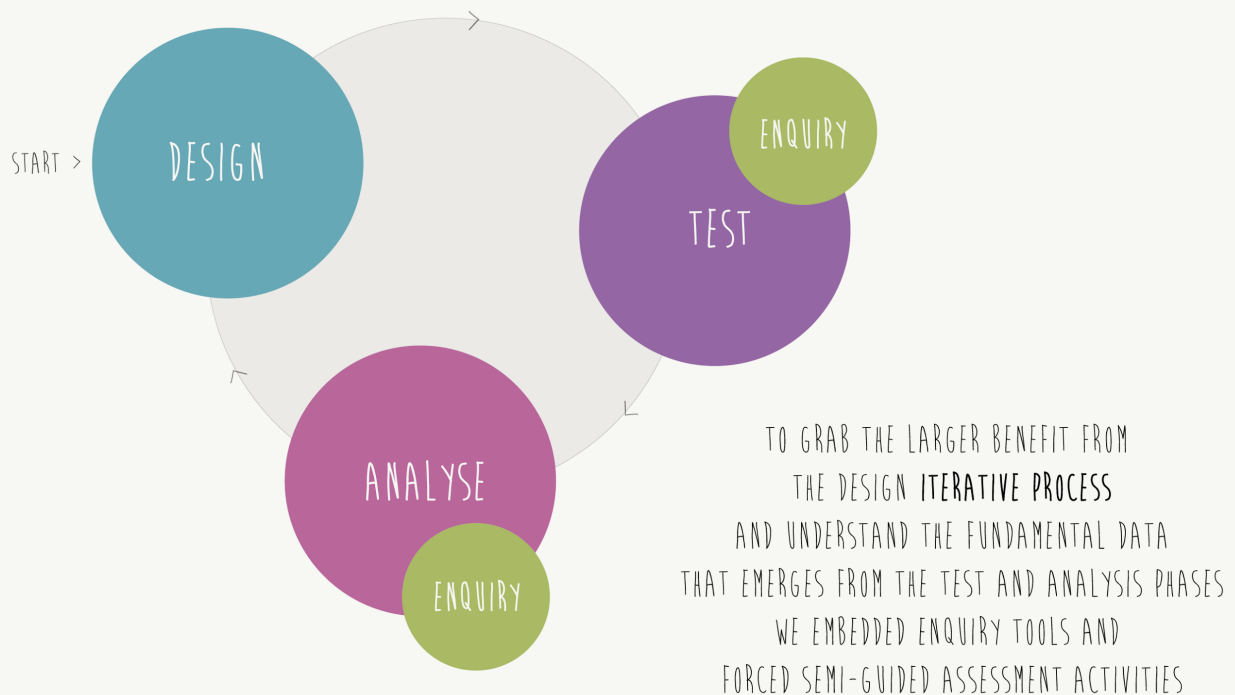 START >
DESIGN
ENQUIRY
TEST
ANALYSE
ENQUIRY
TO GRAB THE LARGER BENEFIT FROM
THE DESIGN ITERATIVE PROCESS
AND UNDERSTAND THE FUNDAMENTAL DATA
THAT EMERGES FROM THE TEST AND ANALYSIS PHASES
WE EMBEDDED ENQUIRY TOOLS AND
FORCED SEMI-GUIDED ASSESSMENT ACTIVITIES